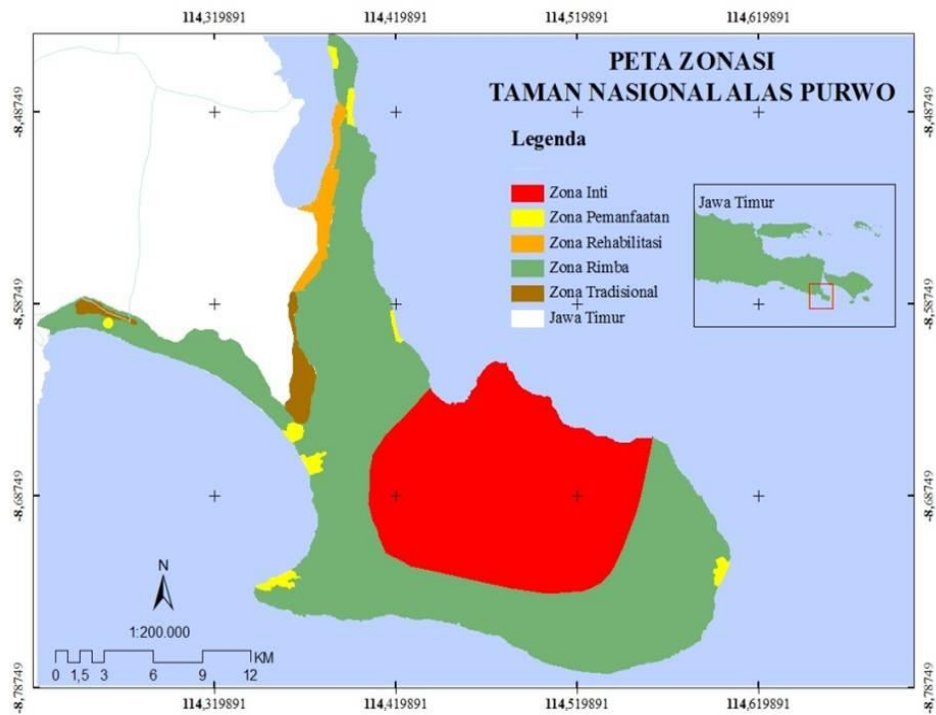 114,319891 114,419891 114,519891 114,619891
PETA ZONASI
TAMAN NASIONAL ALAS PURWO
Legenda
Zona Inti
Zona Pemanfaatan
Zona Rehabilitasi
Zona Rimba
Zona Tradisional
Jawa Timur
Jawa Timur
-8,48749 -8,48749
-8,58749 -8,58749
-8,68749 -8,68749
-8,78749 -8,78749
N
1:200.000
KM
0 1,5 3 6 9 12
114,319891 114,419891 114,519891 114,619891